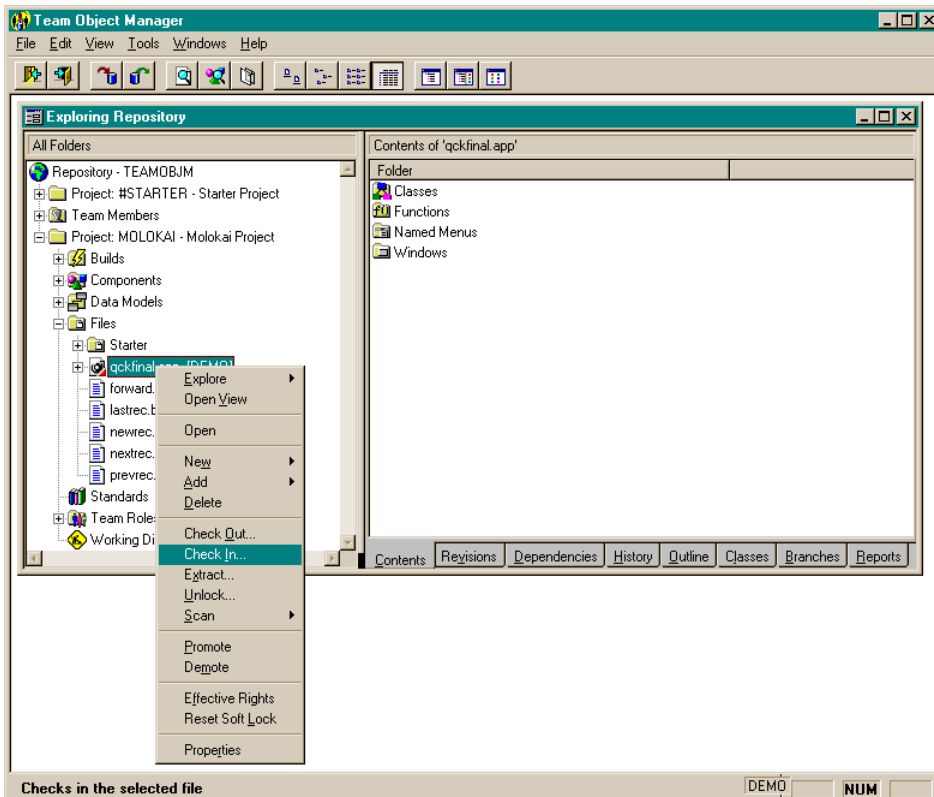 Team Object Manager
File Edit View Tools Windows Help
Exploring Repository
All Folders
Contents of 'qckfinal.app'
Repository - TEAMOBJM
Project: #STARTER - Starter Project
Team Members
Project: MOLOKAI - Molokai Project
Builds
Components
Data Models
Files
Starter
qckfinal.app [DEMO]
forward.
lastrec.b
newrec.
nextrec.
prevrec.
Standards
Team Role
Working Di
Folder
Classes
Functions
Named Menus
Windows
Explore
Open View
Open
New
Add
Delete
Check Out...
Check In...
Extract...
Unlock...
Scan
Promote
Demote
Effective Rights
Reset Soft Lock
Properties
Contents Revisions Dependencies History Outline Classes Branches Reports
Checks in the selected file
DEMO NUM